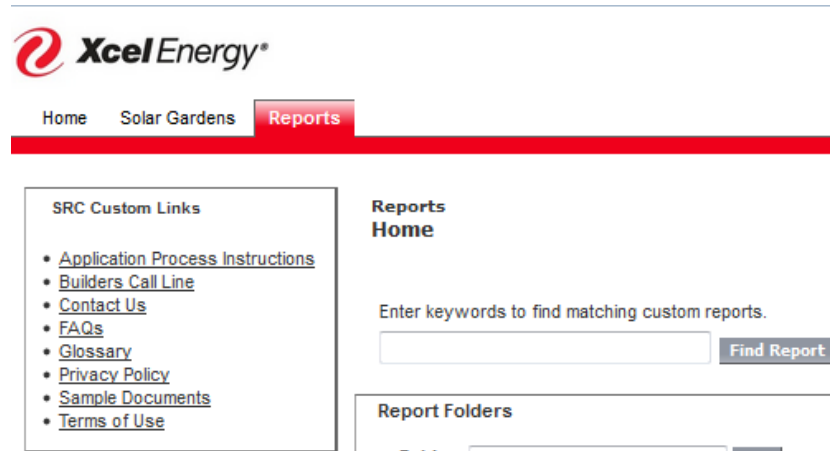 Xcel Energy®
Home Solar Gardens Reports
SRC Custom Links
• Application Process Instructions
• Builders Call Line
• Contact Us
• FAQs
• Glossary
• Privacy Policy
• Sample Documents
• Terms of Use
Reports
Home
Enter keywords to find matching custom reports.
Find Report
Report Folders